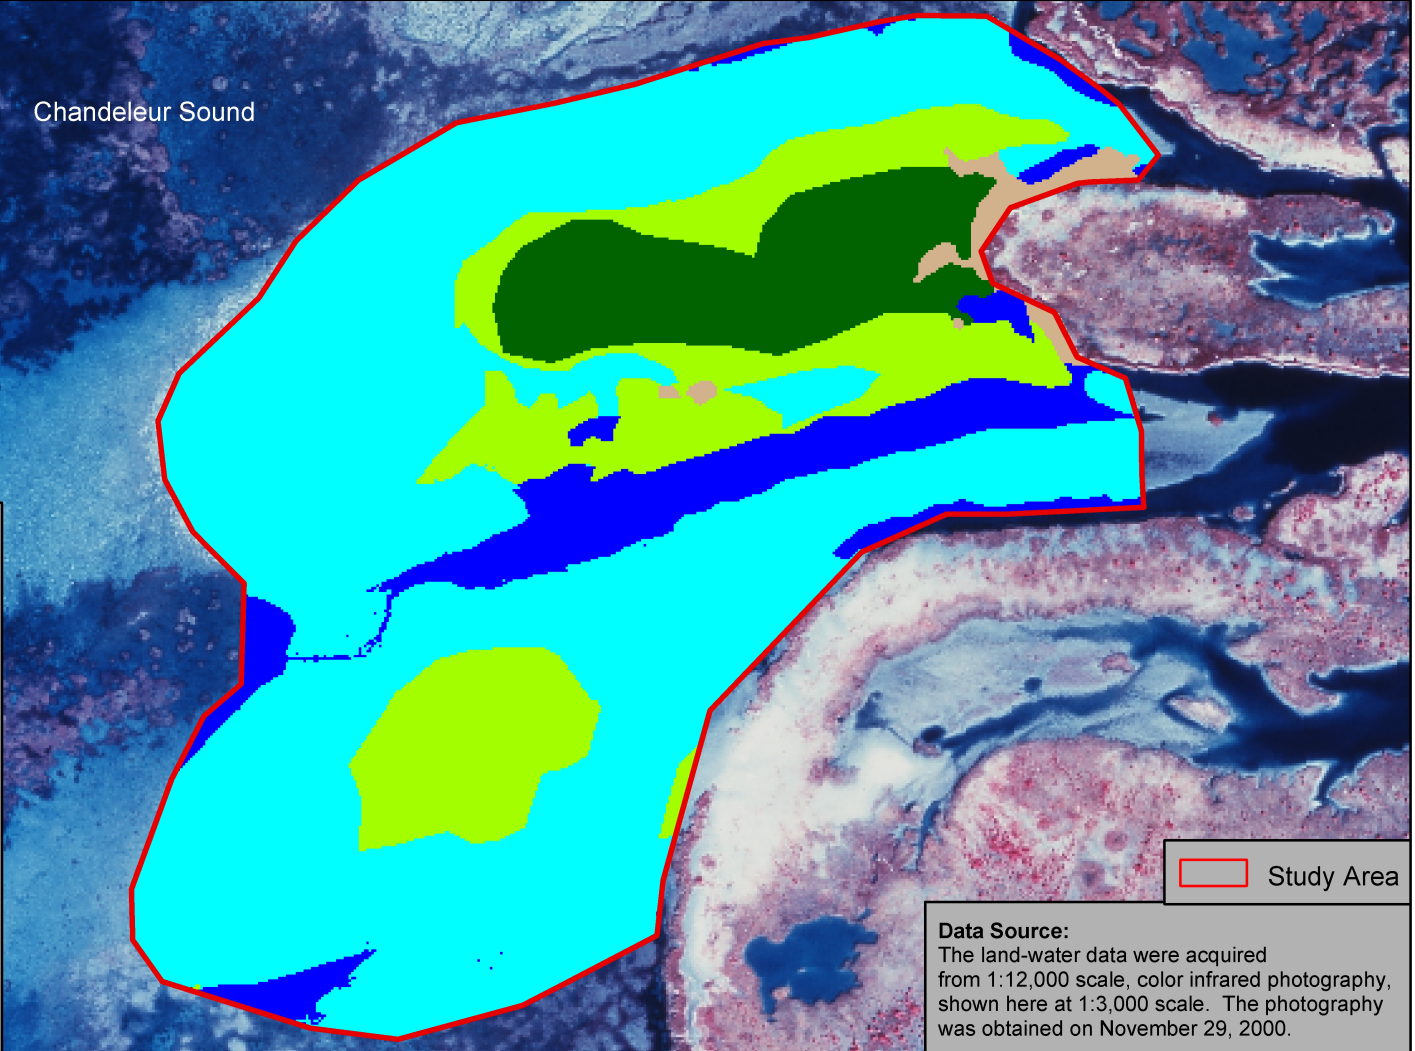 Chandeleur Sound
Study Area
Data Source:
The land-water data were acquired
from 1:12,000 scale, color infrared photography,
shown here at 1:3,000 scale.  The photography
was obtained on November 29, 2000.